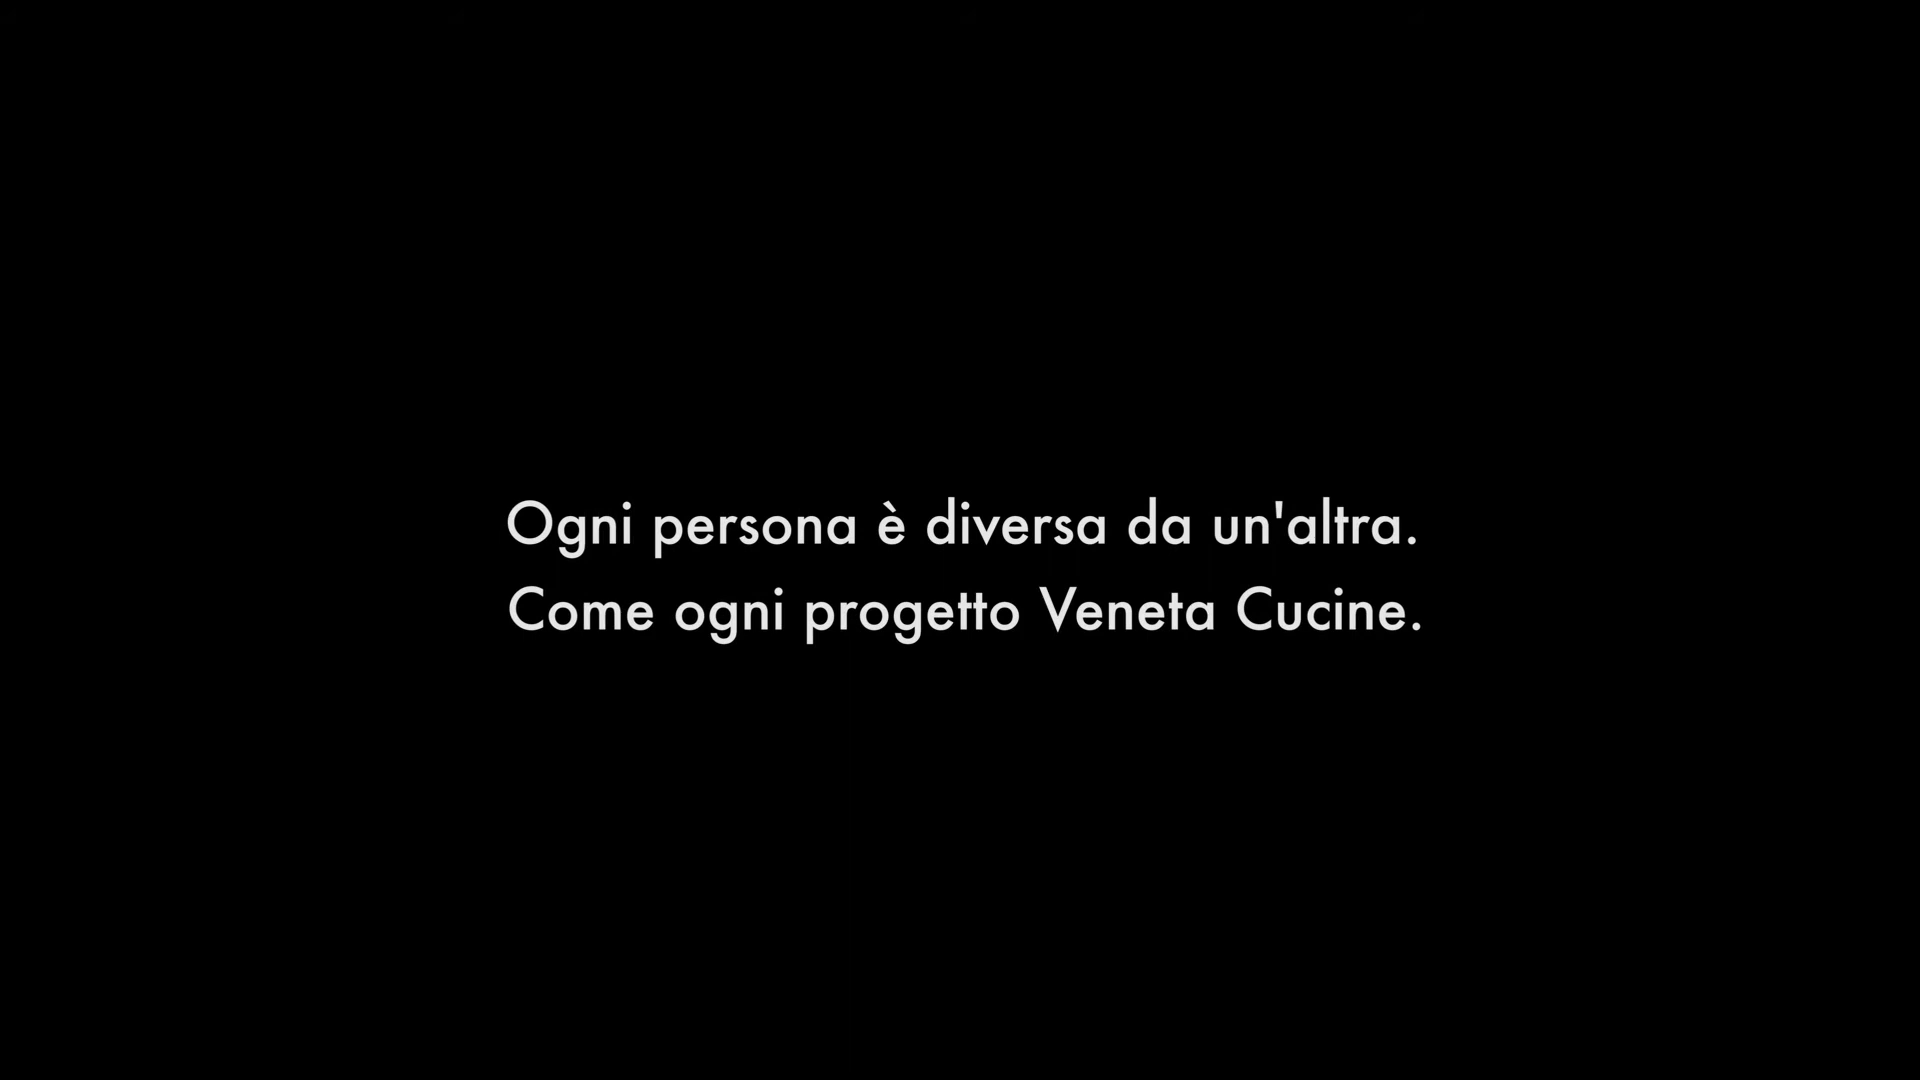 Ogni persona è diversa da un'altra.
Come ogni progetto Veneta Cucine.